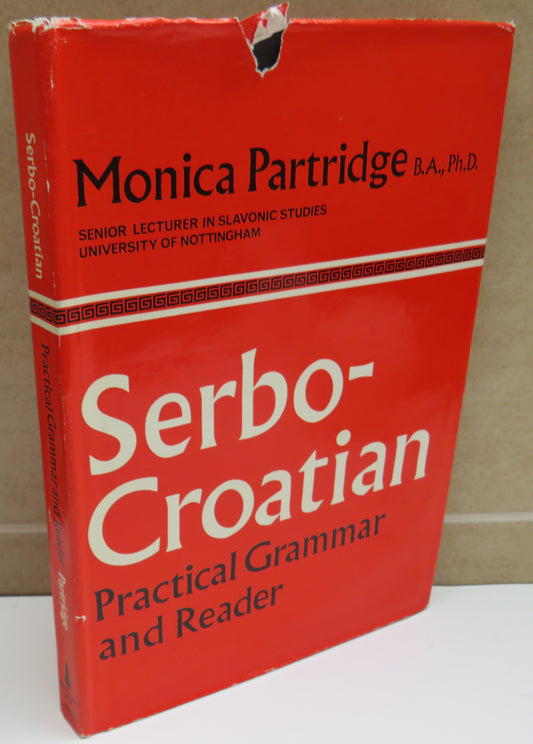 Monica Partridge B.A., Ph.D.
SENIOR LECTURER IN SLAVONIC STUDIES
UNIVERSITY OF NOTTINGHAM
Serbo-
Croatian
Practical Grammar
and Reader
Serbo-Croatian
Practical Grammar and Reader Partridge